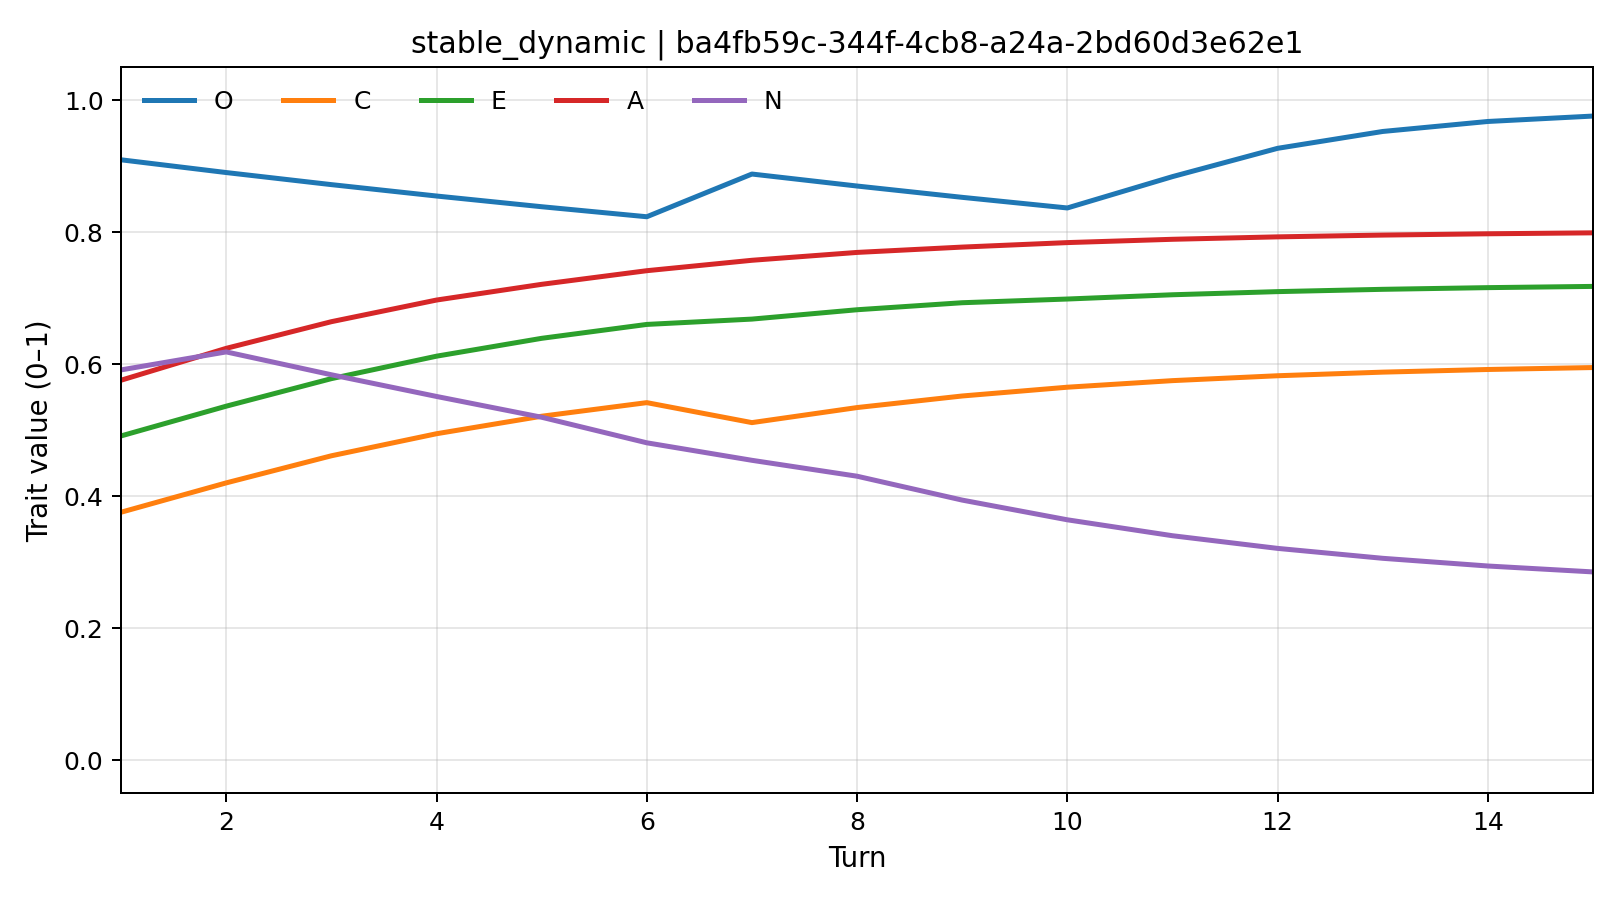 stable_dynamic | ba4fb59c-344f-4cb8-a24a-2bd60d3e62e1
O C E A N
1.0
0.8
0.6
0.4
0.2
0.0
Trait value (0–1)
2 4 6 8 10 12 14
Turn